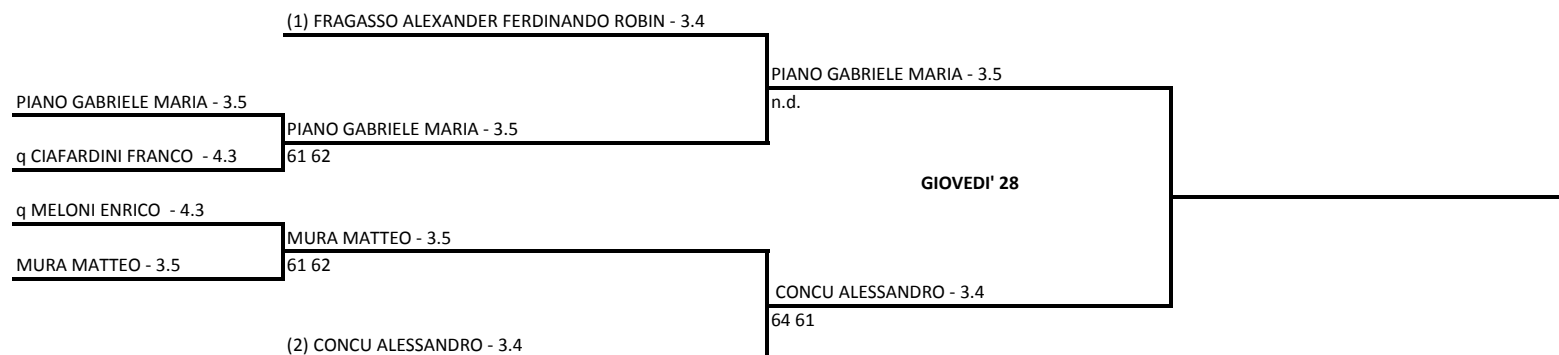 (1) FRAGASSO ALEXANDER FERDINANDO ROBIN - 3.4
PIANO GABRIELE MARIA - 3.5
PIANO GABRIELE MARIA - 3.5
n.d.
PIANO GABRIELE MARIA - 3.5
q CIAFARDINI FRANCO - 4.3
61 62
GIOVEDI' 28
q MELONI ENRICO - 4.3
MURA MATTEO - 3.5
MURA MATTEO - 3.5
61 62
CONCU ALESSANDRO - 3.4
64 61
(2) CONCU ALESSANDRO - 3.4